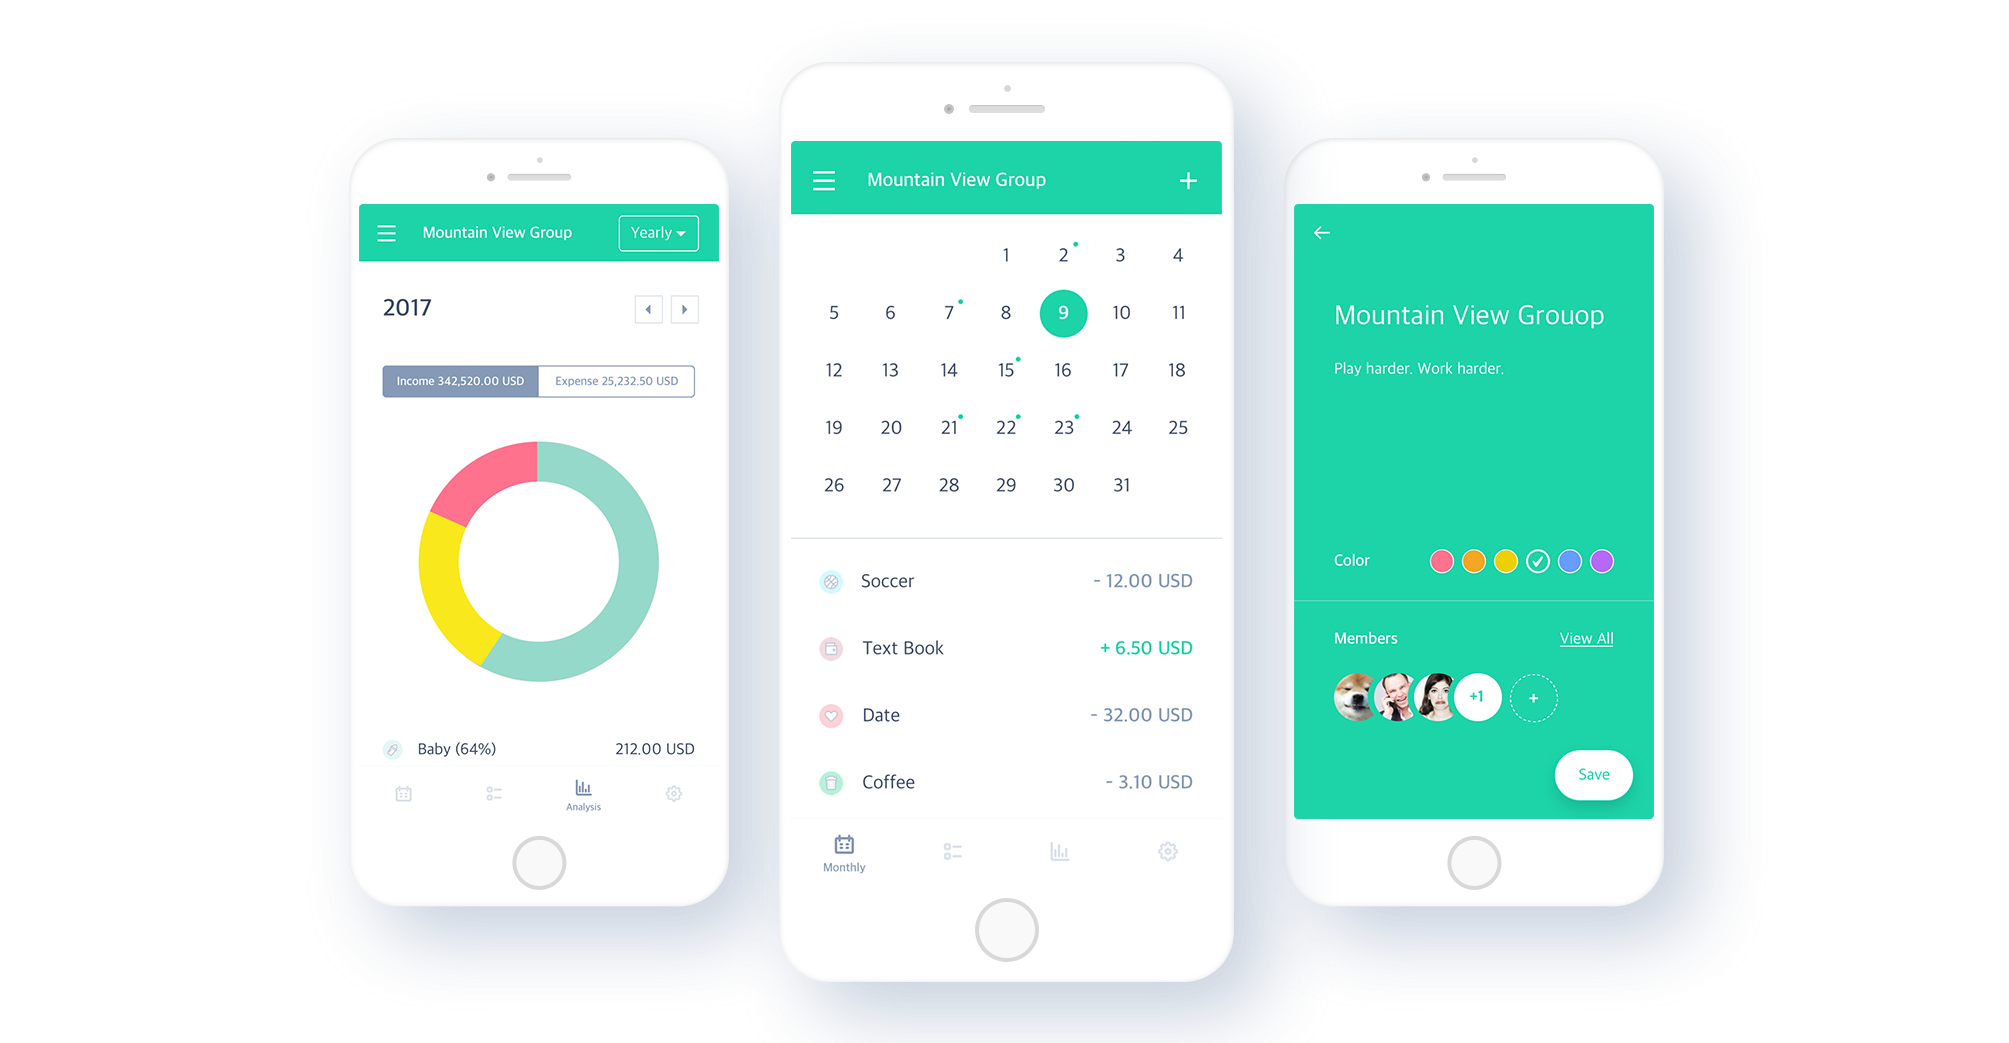 Mountain View Group
Yearly
2017
Income 342,520.00 USD
Expense 25,232.50 USD
Baby (64%)
212.00 USD
Analysis
Mountain View Group
+
1 2 3 4
5 6 7 8 9 10 11
12 13 14 15 16 17 18
19 20 21 22 23 24 25
26 27 28 29 30 31
Soccer - 12.00 USD
Text Book + 6.50 USD
Date - 32.00 USD
Coffee - 3.10 USD
Monthly
Mountain View Grouop
Play harder. Work harder.
Color
Members View All
+1 +
Save